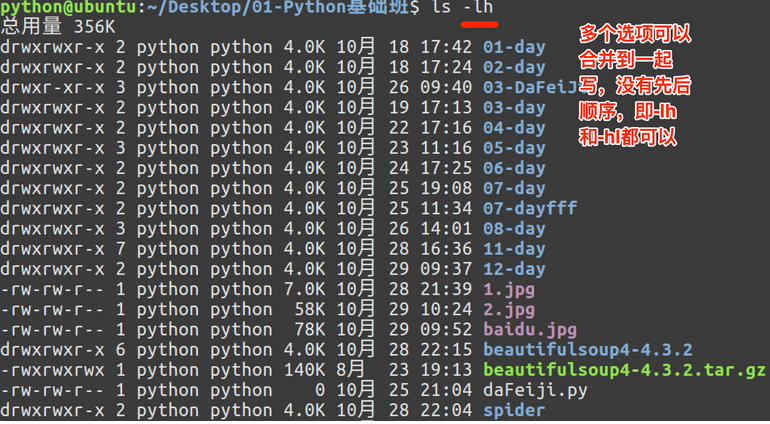 python@ubuntu:~/Desktop/01-Python基础班$ ls -lh
总用量 356K
drwxrwxr-x 2 python python 4.0K 10月 18 17:42 01-day
drwxrwxr-x 2 python python 4.0K 10月 18 17:24 02-day
drwxr-xr-x 3 python python 4.0K 10月 26 09:40 03-DaFeiJ
drwxrwxr-x 2 python python 4.0K 10月 19 17:13 03-day
drwxrwxr-x 2 python python 4.0K 10月 22 17:16 04-day
drwxrwxr-x 3 python python 4.0K 10月 23 11:16 05-day
drwxrwxr-x 2 python python 4.0K 10月 24 17:25 06-day
drwxrwxr-x 2 python python 4.0K 10月 25 19:08 07-day
drwxrwxr-x 2 python python 4.0K 10月 25 11:34 07-dayfff
drwxrwxr-x 3 python python 4.0K 10月 26 14:01 08-day
drwxrwxr-x 7 python python 4.0K 10月 28 16:36 11-day
drwxrwxr-x 2 python python 4.0K 10月 29 09:37 12-day
-rw-rw-r-- 1 python python 7.0K 10月 28 21:39 1.jpg
-rw-rw-r-- 1 python python 58K 10月 29 10:24 2.jpg
-rw-rw-r-- 1 python python 78K 10月 29 09:52 baidu.jpg
drwxrwxr-x 6 python python 4.0K 10月 28 22:15 beautifulsoup4-4.3.2
-rwxrwxrwx 1 python python 140K 8月 23 19:13 beautifulsoup4-4.3.2.tar.gz
-rw-rw-r-- 1 python python 0 10月 25 21:04 daFeiji.py
drwxrwxr-x 2 python python 4.0K 10月 28 22:04 spider
多个选项可以
合并到一起
写，没有先后
顺序，即-lh
和-hl都可以